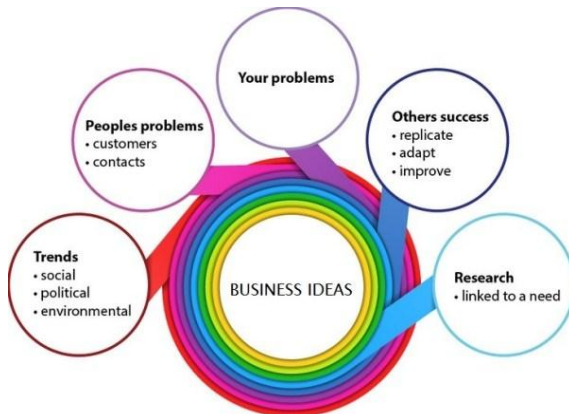 Your problems
Peoples problems
• customers
• contacts
Others success
• replicate
• adapt
• improve
Trends
• social
• political
• environmental
BUSINESS IDEAS
Research
• linked to a need